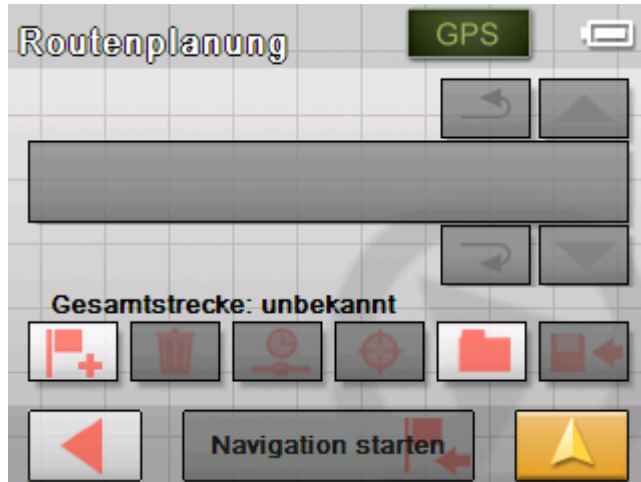 Routenplanung
GPS
Gesamtstrecke: unbekannt
Navigation starten